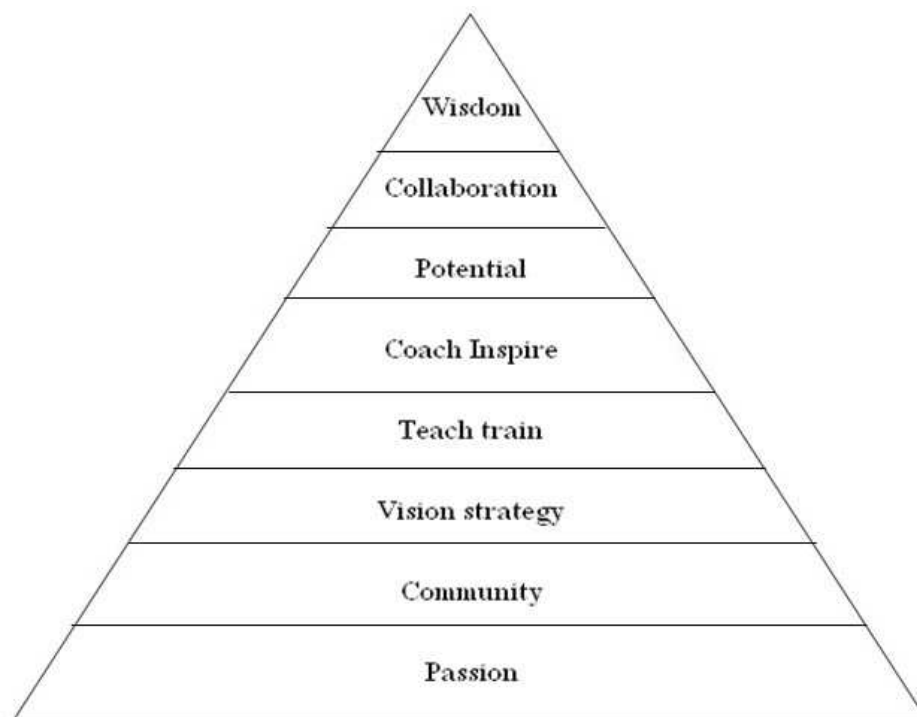 Wisdom
Collaboration
Potential
Coach Inspire
Teach train
Vision strategy
Community
Passion